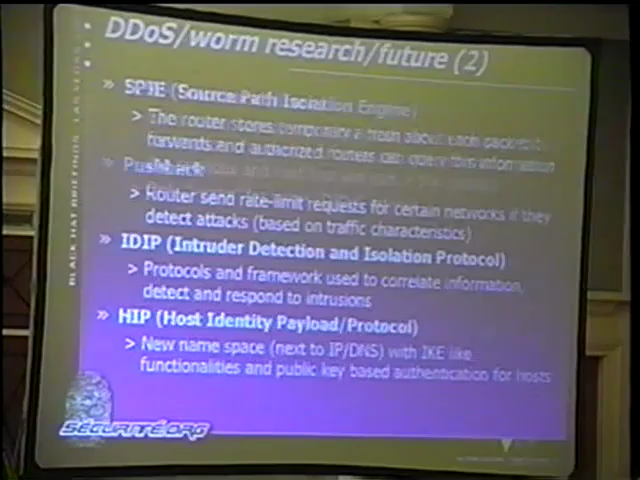 DDoS/worm research/future (2)
» SPIE (Source Path Isolation Engine)
> The router stores temporary a hash about each packet it
forwards and authorized routers can query this information
» Pushback
> Router send rate-limit requests for certain networks if they
detect attacks (based on traffic characteristics)
» IDIP (Intruder Detection and Isolation Protocol)
> Protocols and framework used to correlate information,
detect and respond to intrusions
» HIP (Host Identity Payload/Protocol)
> New name space (next to IP/DNS) with IKE like
functionalities and public key based authentication for hosts
BLACK HAT BRIEFINGS
SÉCURITÉ.ORG